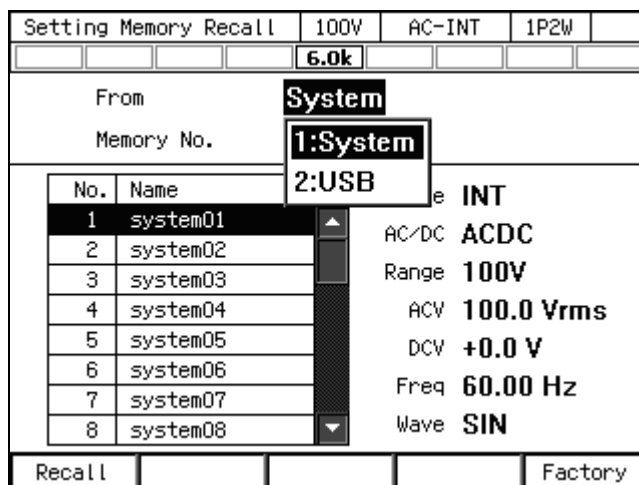 Setting Memory Recall 100V AC-INT 1P2W
6.0k
From System
Memory No. 1:System
2:USB
No. Name e INT
1 system01
AC/DC ACDC
2 system02
Range 100V
3 system03
4 system04 ACV 100.0 Vrms
5 system05
DCV +0.0 V
6 system06
Freq 60.00 Hz
7 system07
8 system08 Wave SIN
Recall Factory